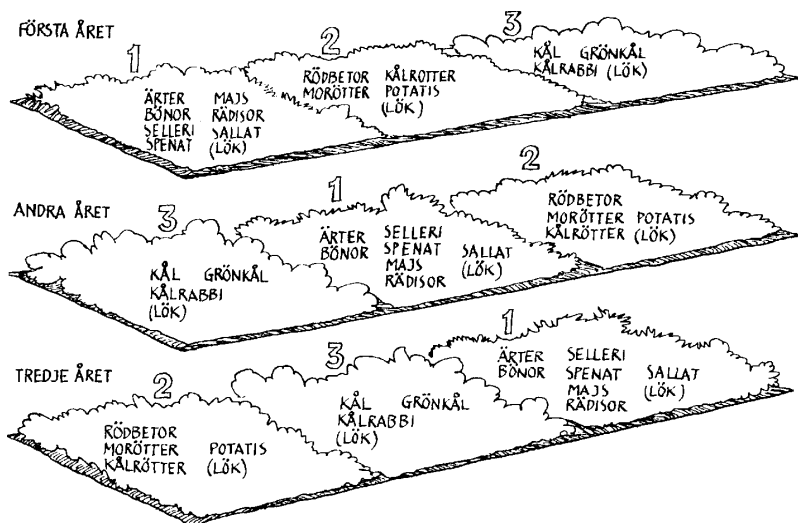 FÖRSTA ÅRET
1
ÄRTER MAJS
BÖNOR RÄDISOR
SELLERI SALLAT
SPENAT (LÖK)
2
RÖDBETOR KÅLRÖTTER
MORÖTTER POTATIS
(LÖK)
3
KÅL GRÖNKÅL
KÅLRABBI (LÖK)
ANDRA ÅRET
3
KÅL GRÖNKÅL
KÅLRABBI
(LÖK)
1
ÄRTER SELLERI
BÖNOR SPENAT SALLAT
MAJS (LÖK)
RÄDISOR
2
RÖDBETOR
MORÖTTER POTATIS
KÅLRÖTTER (LÖK)
TREDJE ÅRET
2
RÖDBETOR
MORÖTTER POTATIS
KÅLRÖTTER (LÖK)
3
KÅL GRÖNKÅL
KÅLRABBI
(LÖK)
1
ÄRTER SELLERI
BÖNOR SPENAT SALLAT
MAJS (LÖK)
RÄDISOR